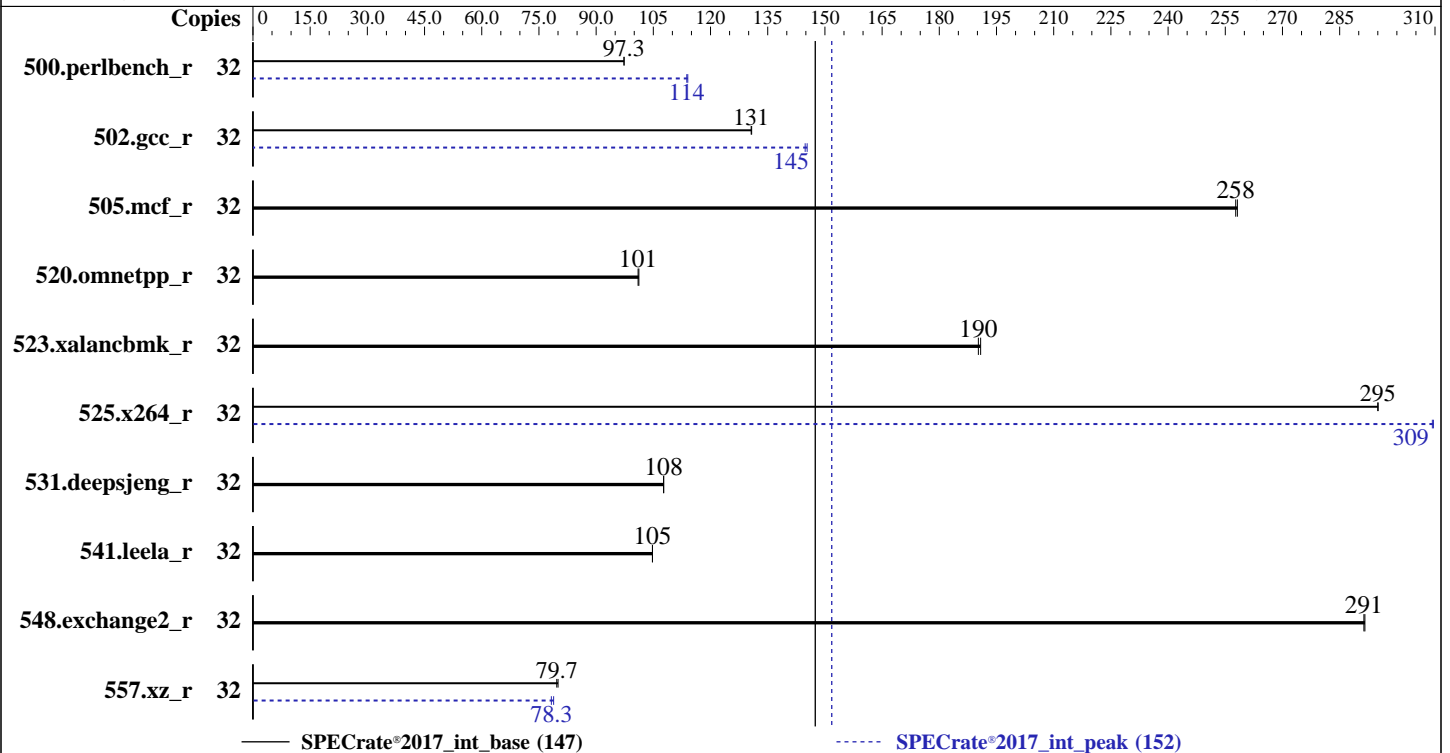 Copies 0 15.0 30.0 45.0 60.0 75.0 90.0 105 120 135 150 165 180 195 210 225 240 255 270 285 310
97.3
500.perlbench_r 32
114
131
502.gcc_r 32
145
258
505.mcf_r 32
101
520.omnetpp_r 32
190
523.xalancbmk_r 32
295
525.x264_r 32
309
108
531.deepsjeng_r 32
105
541.leela_r 32
291
548.exchange2_r 32
79.7
557.xz_r 32
78.3
SPECrate®2017_int_base (147) SPECrate®2017_int_peak (152)